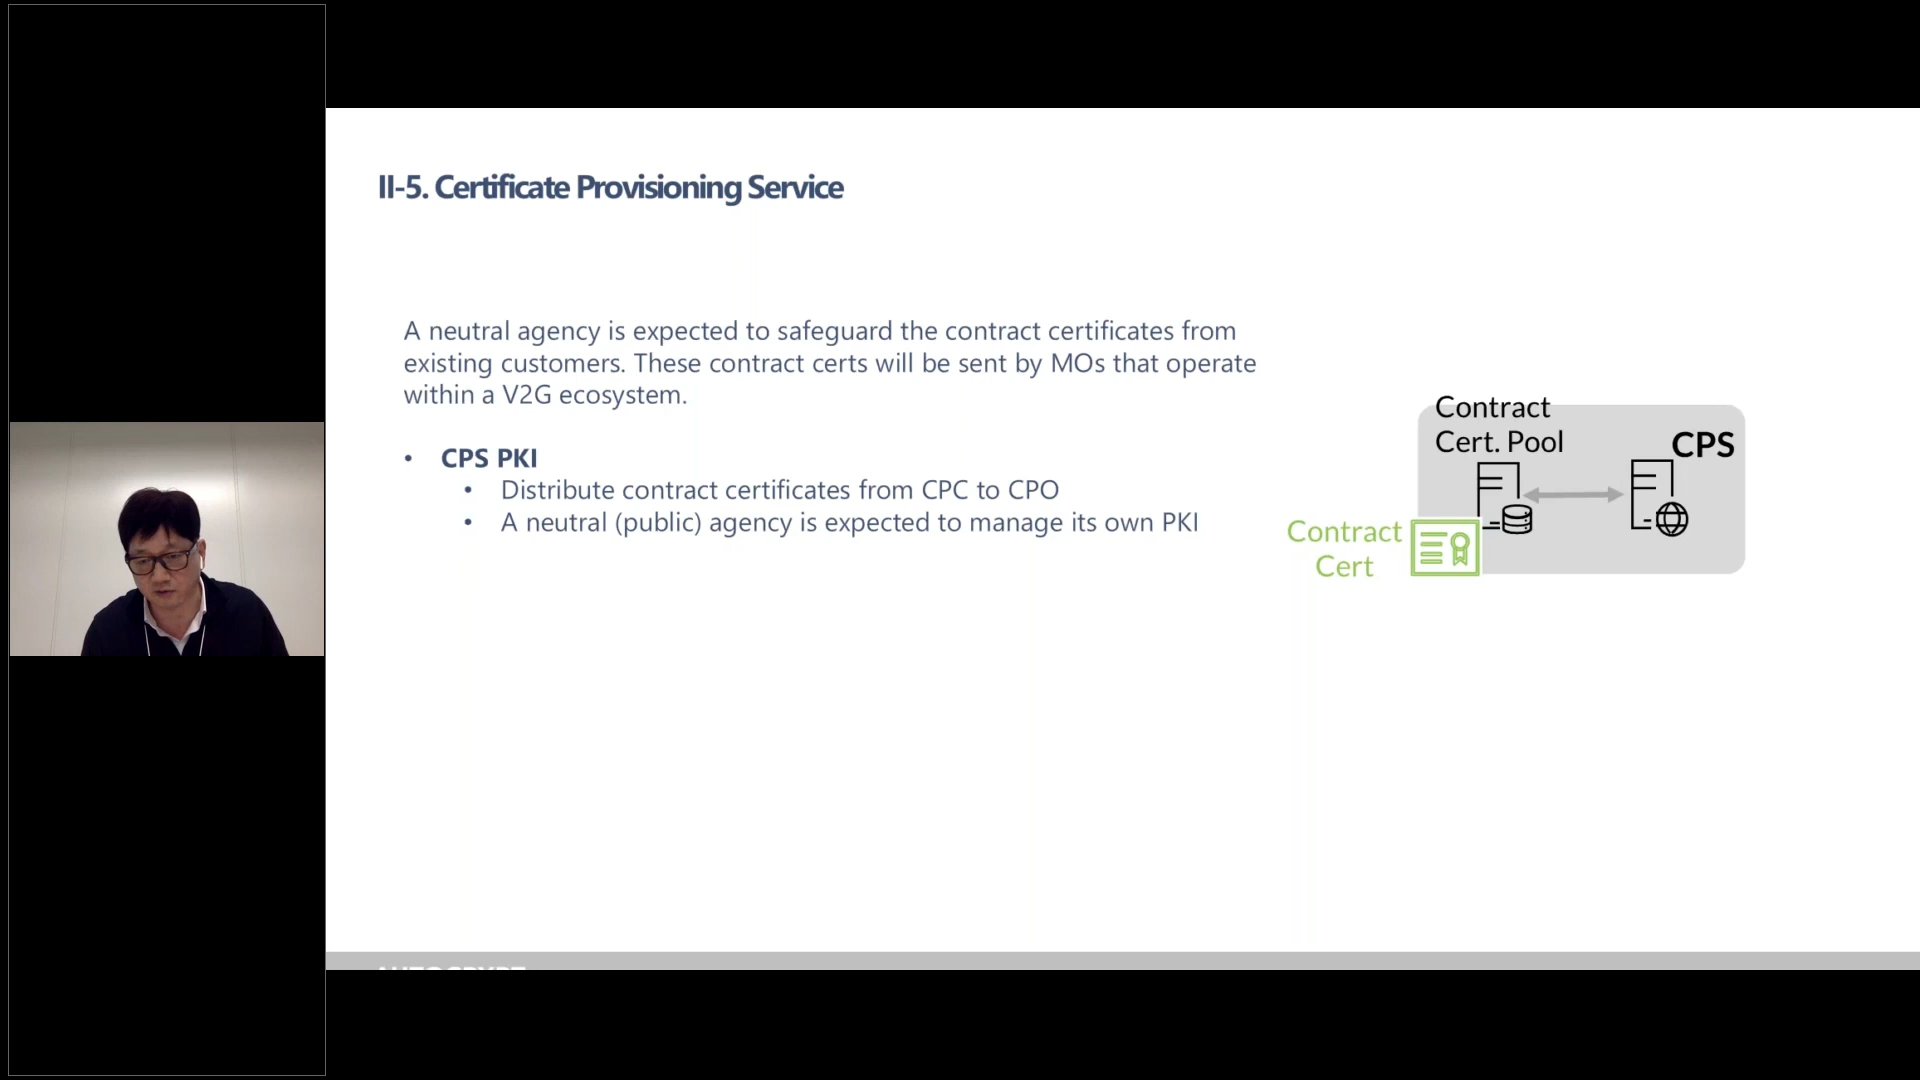 II-5. Certificate Provisioning Service
A neutral agency is expected to safeguard the contract certificates from
existing customers. These contract certs will be sent by MOs that operate
within a V2G ecosystem.
• CPS PKI
• Distribute contract certificates from CPC to CPO
• A neutral (public) agency is expected to manage its own PKI
Contract
Cert. Pool
CPS
Contract
Cert